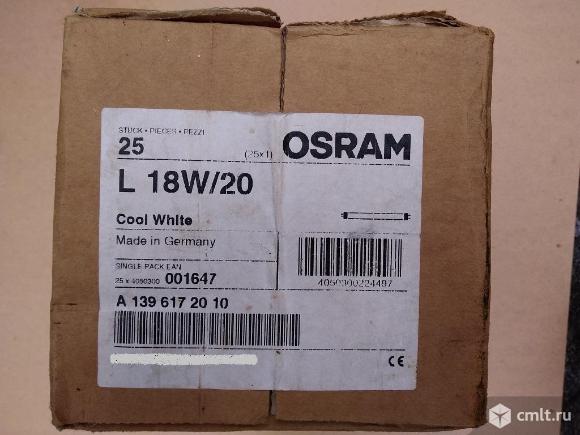 STÜCK • PIECES • PEZZI
25
(25x1)
OSRAM
L 18W/20
Cool White
Made in Germany
SINGLE PACK EAN
25 x 4050300 001647
4050300224497
A 139 617 20 10
CE
cmlt.ru